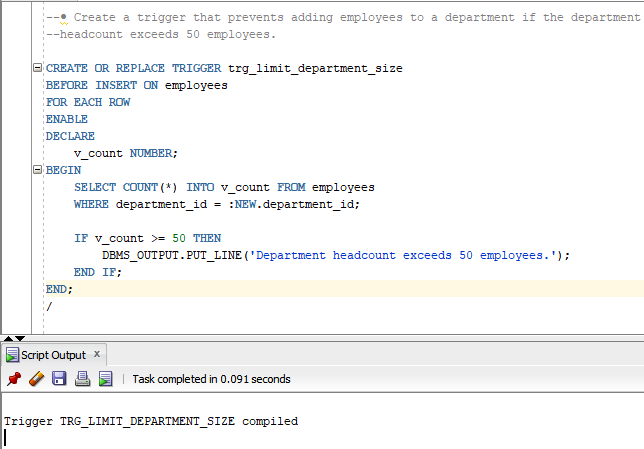 --● Create a trigger that prevents adding employees to a department if the department
--headcount exceeds 50 employees.
CREATE OR REPLACE TRIGGER trg_limit_department_size
BEFORE INSERT ON employees
FOR EACH ROW
ENABLE
DECLARE
    v_count NUMBER;
BEGIN
    SELECT COUNT(*) INTO v_count FROM employees
    WHERE department_id = :NEW.department_id;
    IF v_count >= 50 THEN
        DBMS_OUTPUT.PUT_LINE('Department headcount exceeds 50 employees.');
    END IF;
END;
/
Script Output x
Task completed in 0.091 seconds
Trigger TRG_LIMIT_DEPARTMENT_SIZE compiled